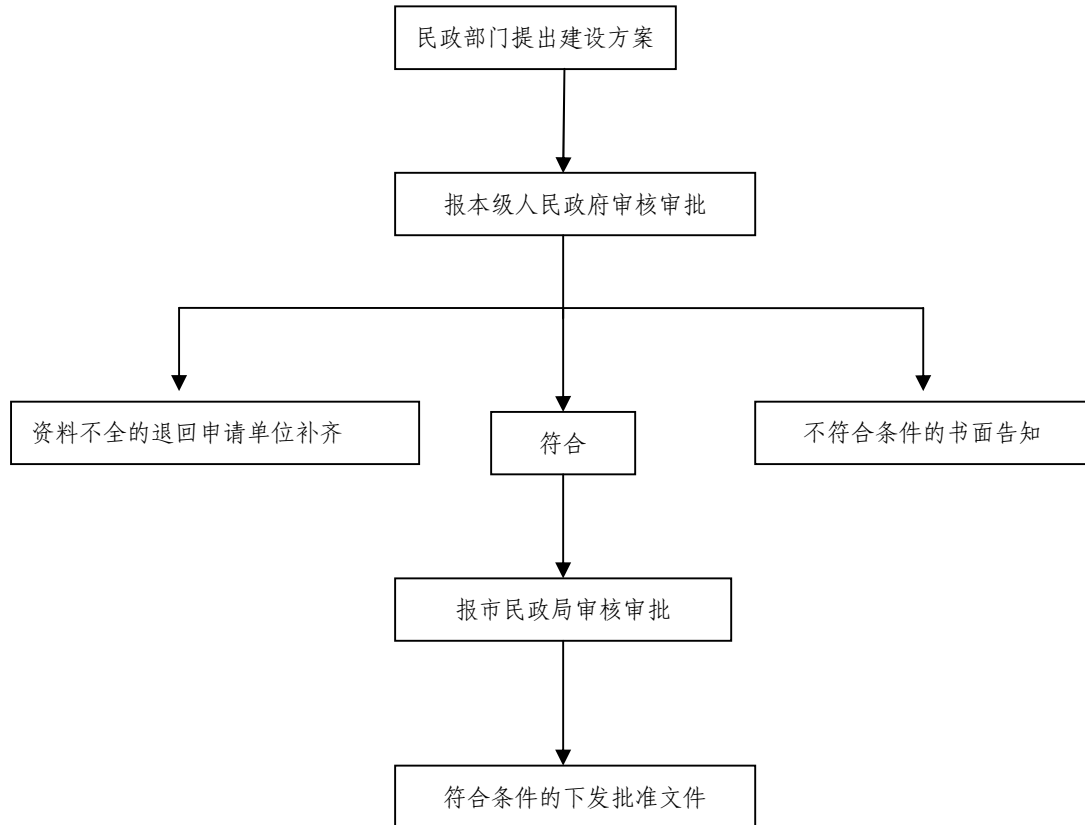 民政部门提出建设方案
报本级人民政府审核审批
资料不全的退回申请单位补齐
符合
不符合条件的书面告知
报市民政局审核审批
符合条件的下发批准文件